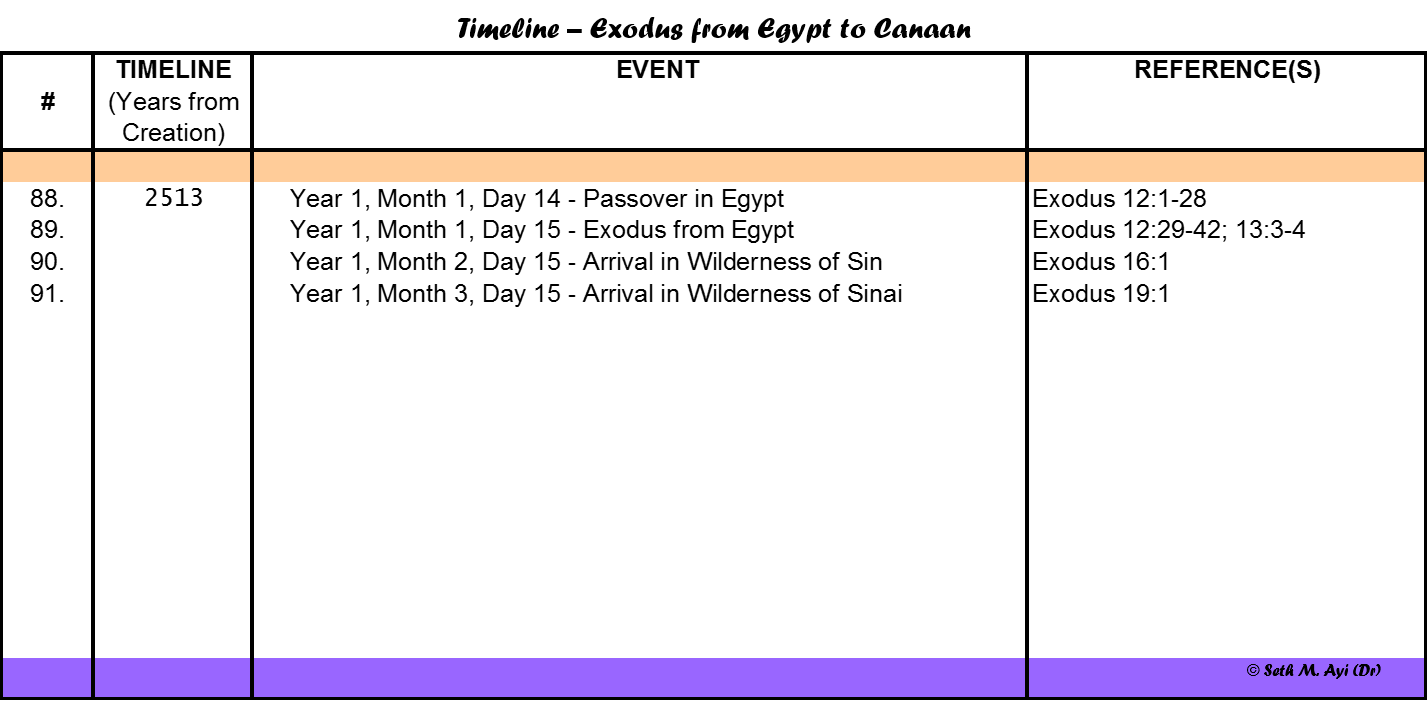 Timeline – Exodus from Egypt to Canaan
# TIMELINE (Years from Creation) EVENT REFERENCE(S)
88. 2513 Year 1, Month 1, Day 14 - Passover in Egypt Exodus 12:1-28
89. Year 1, Month 1, Day 15 - Exodus from Egypt Exodus 12:29-42; 13:3-4
90. Year 1, Month 2, Day 15 - Arrival in Wilderness of Sin Exodus 16:1
91. Year 1, Month 3, Day 15 - Arrival in Wilderness of Sinai Exodus 19:1
© Seth M. Ayi (Dr)